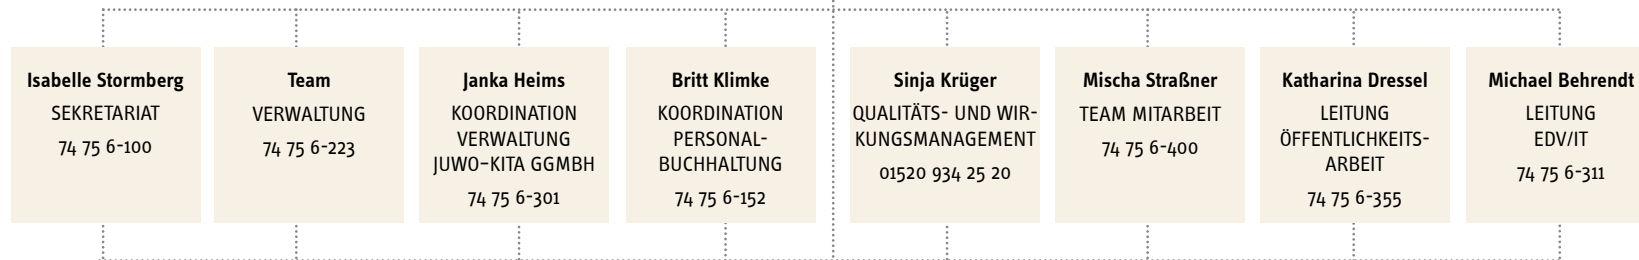 Isabelle Stormberg
SEKRETARIAT
74 75 6-100
Team
VERWALTUNG
74 75 6-223
Janka Heims
KOORDINATION
VERWALTUNG
JUWO-KITA GGMBH
74 75 6-301
Britt Klimke
KOORDINATION
PERSONAL-
BUCHHALTUNG
74 75 6-152
Sinja Krüger
QUALITÄTS- UND WIR-
KUNGSMANAGEMENT
01520 934 25 20
Mischa Straßner
TEAM MITARBEIT
74 75 6-400
Katharina Dressel
LEITUNG
ÖFFENTLICHKEITS-
ARBEIT
74 75 6-355
Michael Behrendt
LEITUNG
EDV/IT
74 75 6-311